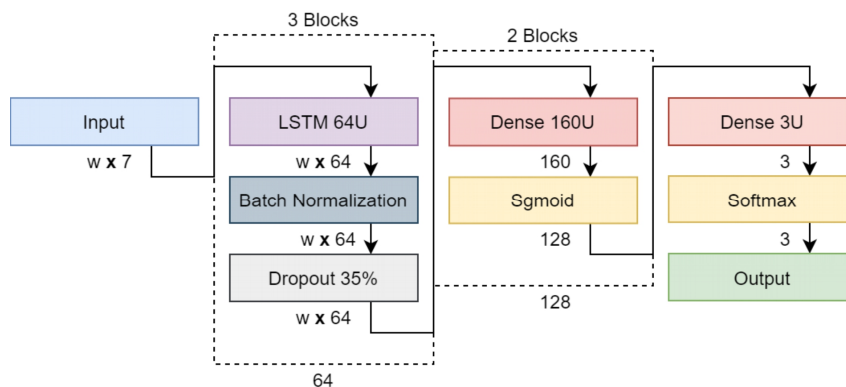 3 Blocks
2 Blocks
Input
LSTM 64U
Dense 160U
Dense 3U
w x 7
w x 64
160
3
Batch Normalization
Sgmoid
Softmax
w x 64
128
3
Dropout 35%
Output
w x 64
128
64